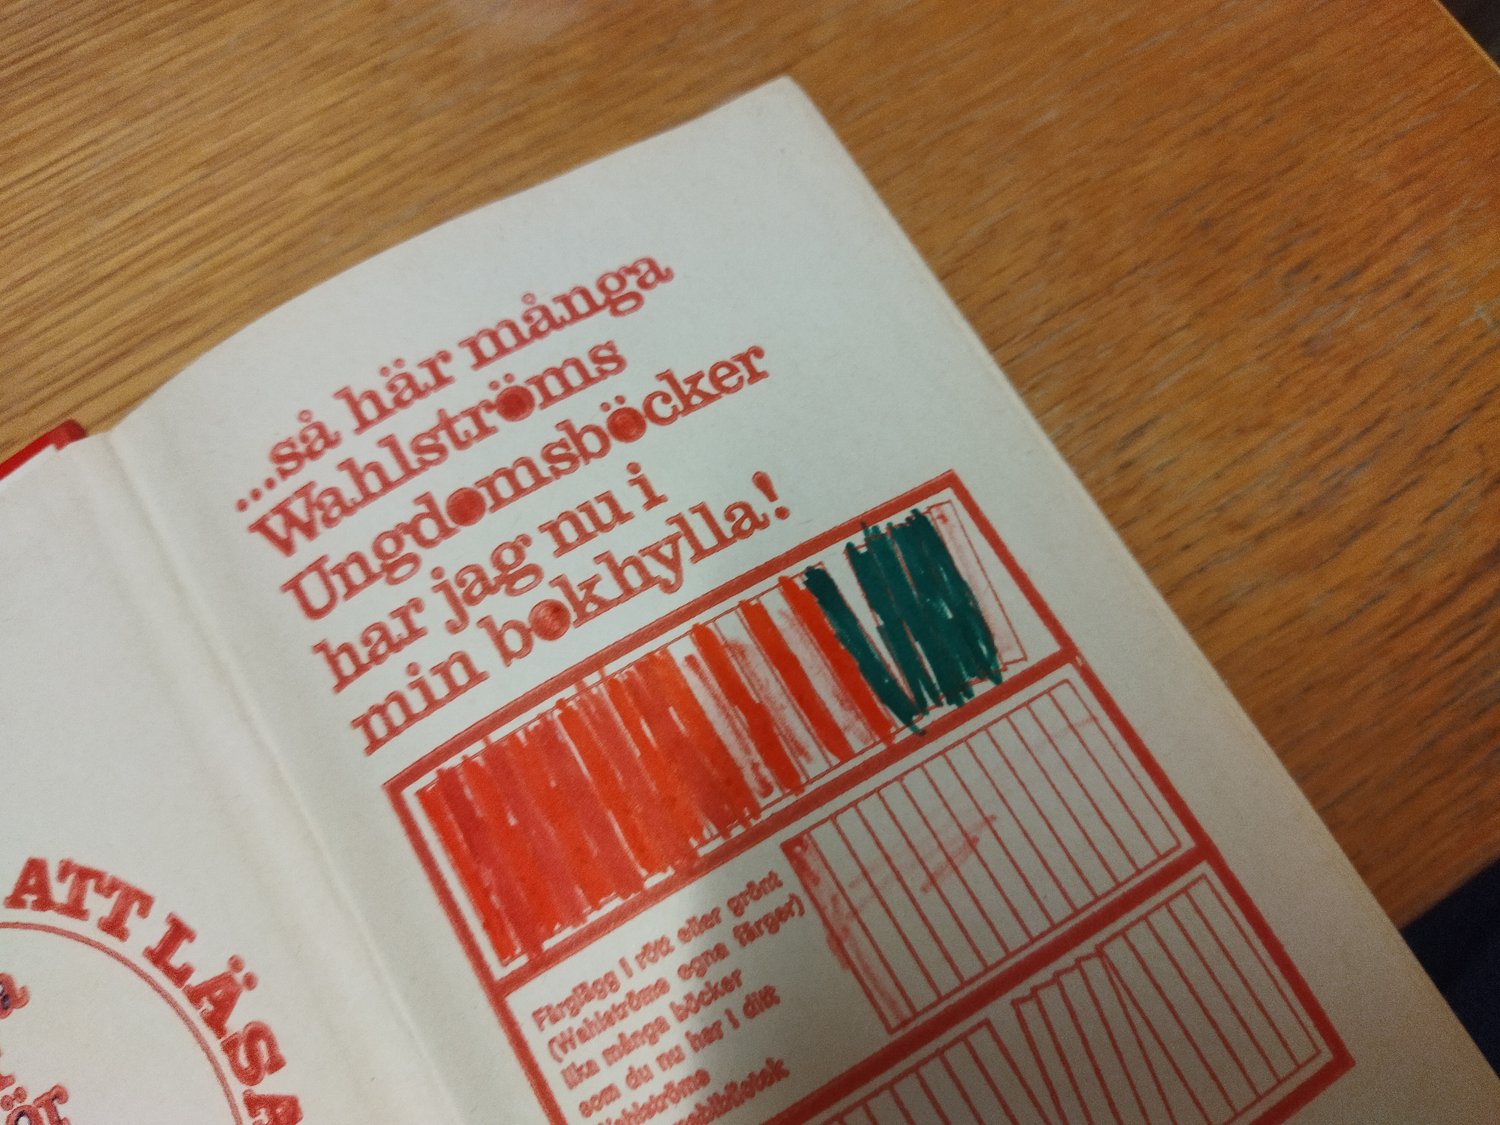 ATT LÄSA
...så här många
Wahlströms
Ungdomsböcker
har jag nu i
min bokhylla!
Färglägg i rött eller grönt
(Wahlströms egna färger)
lika många böcker
som du nu har i ditt
Wahlströms